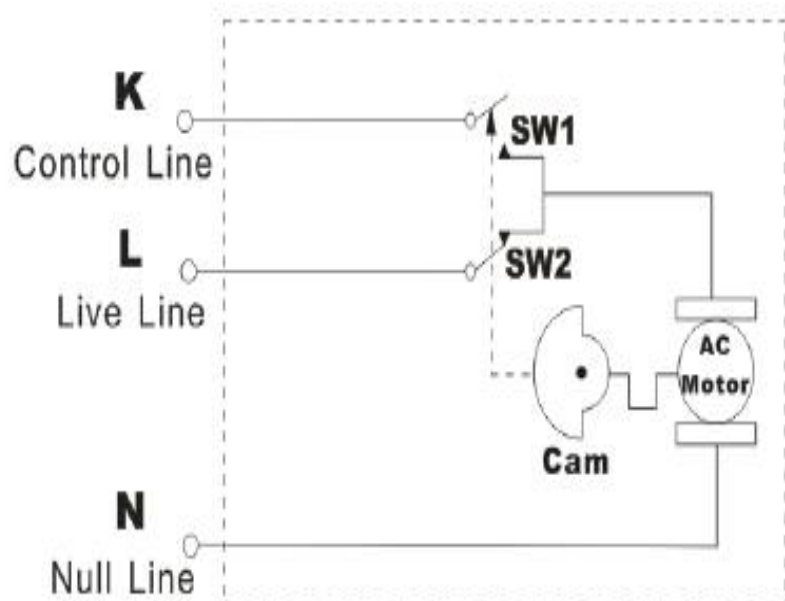 K
Control Line
SW1
L
Live Line
SW2
AC
Motor
Cam
N
Null Line